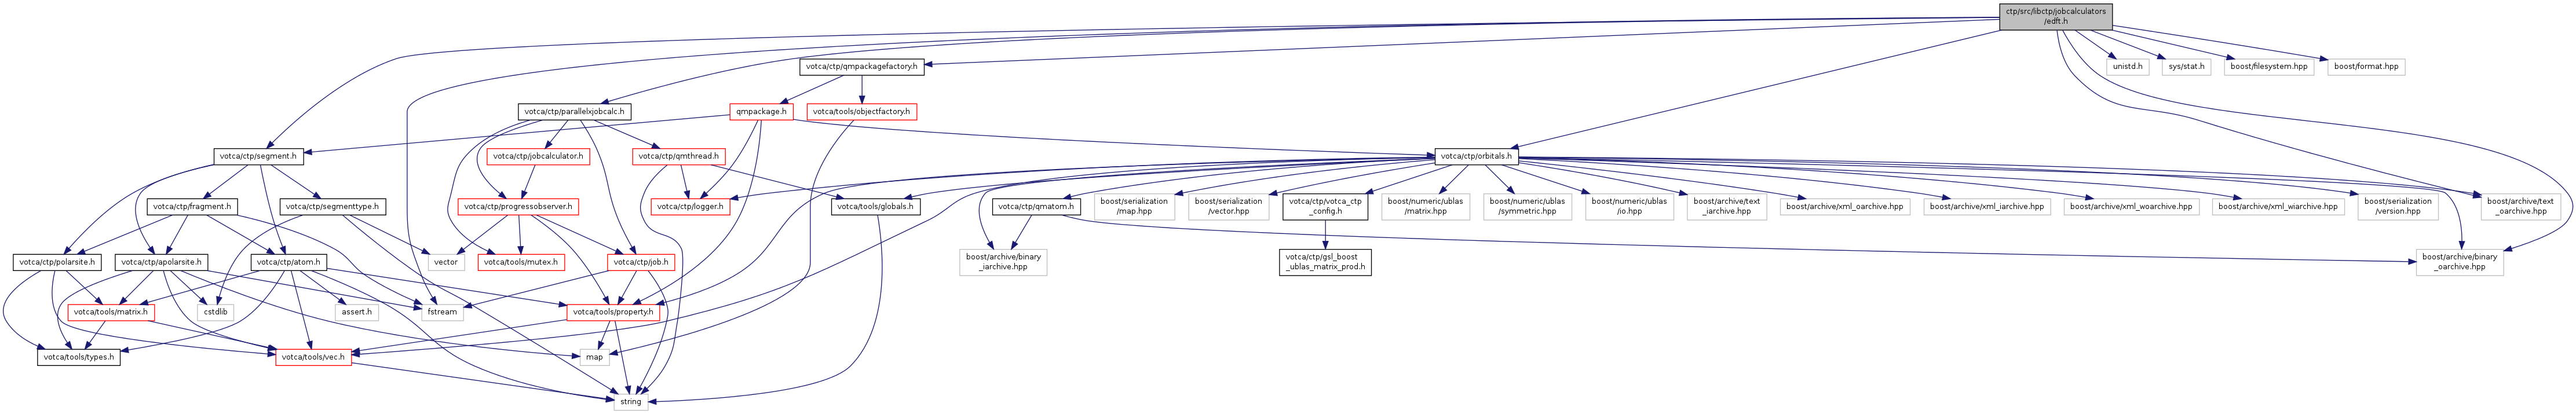 ctp/src/libctp/jobcalculators
/edft.h
votca/ctp/qmpackagefactory.h
unistd.h
sys/stat.h
boost/filesystem.hpp
boost/format.hpp
votca/ctp/parallelxjobcalc.h
qmpackage.h
votca/tools/objectfactory.h
votca/ctp/segment.h
votca/ctp/jobcalculator.h
votca/ctp/qmthread.h
votca/ctp/orbitals.h
votca/ctp/fragment.h
votca/ctp/segmenttype.h
votca/ctp/progressobserver.h
votca/ctp/logger.h
votca/tools/globals.h
votca/ctp/qmatom.h
boost/serialization
/map.hpp
boost/serialization
/vector.hpp
votca/ctp/votca_ctp
_config.h
boost/numeric/ublas
/matrix.hpp
boost/numeric/ublas
/symmetric.hpp
boost/numeric/ublas
/io.hpp
boost/archive/text
_iarchive.hpp
boost/archive/xml_oarchive.hpp
boost/archive/xml_iarchive.hpp
boost/archive/xml_woarchive.hpp
boost/archive/xml_wiarchive.hpp
boost/serialization
/version.hpp
boost/archive/text
_oarchive.hpp
votca/ctp/polarsite.h
votca/ctp/apolarsite.h
votca/ctp/atom.h
vector
votca/tools/mutex.h
votca/ctp/job.h
boost/archive/binary
_iarchive.hpp
votca/ctp/gsl_boost
_ublas_matrix_prod.h
boost/archive/binary
_oarchive.hpp
votca/tools/matrix.h
cstdlib
assert.h
fstream
votca/tools/property.h
votca/tools/types.h
votca/tools/vec.h
map
string